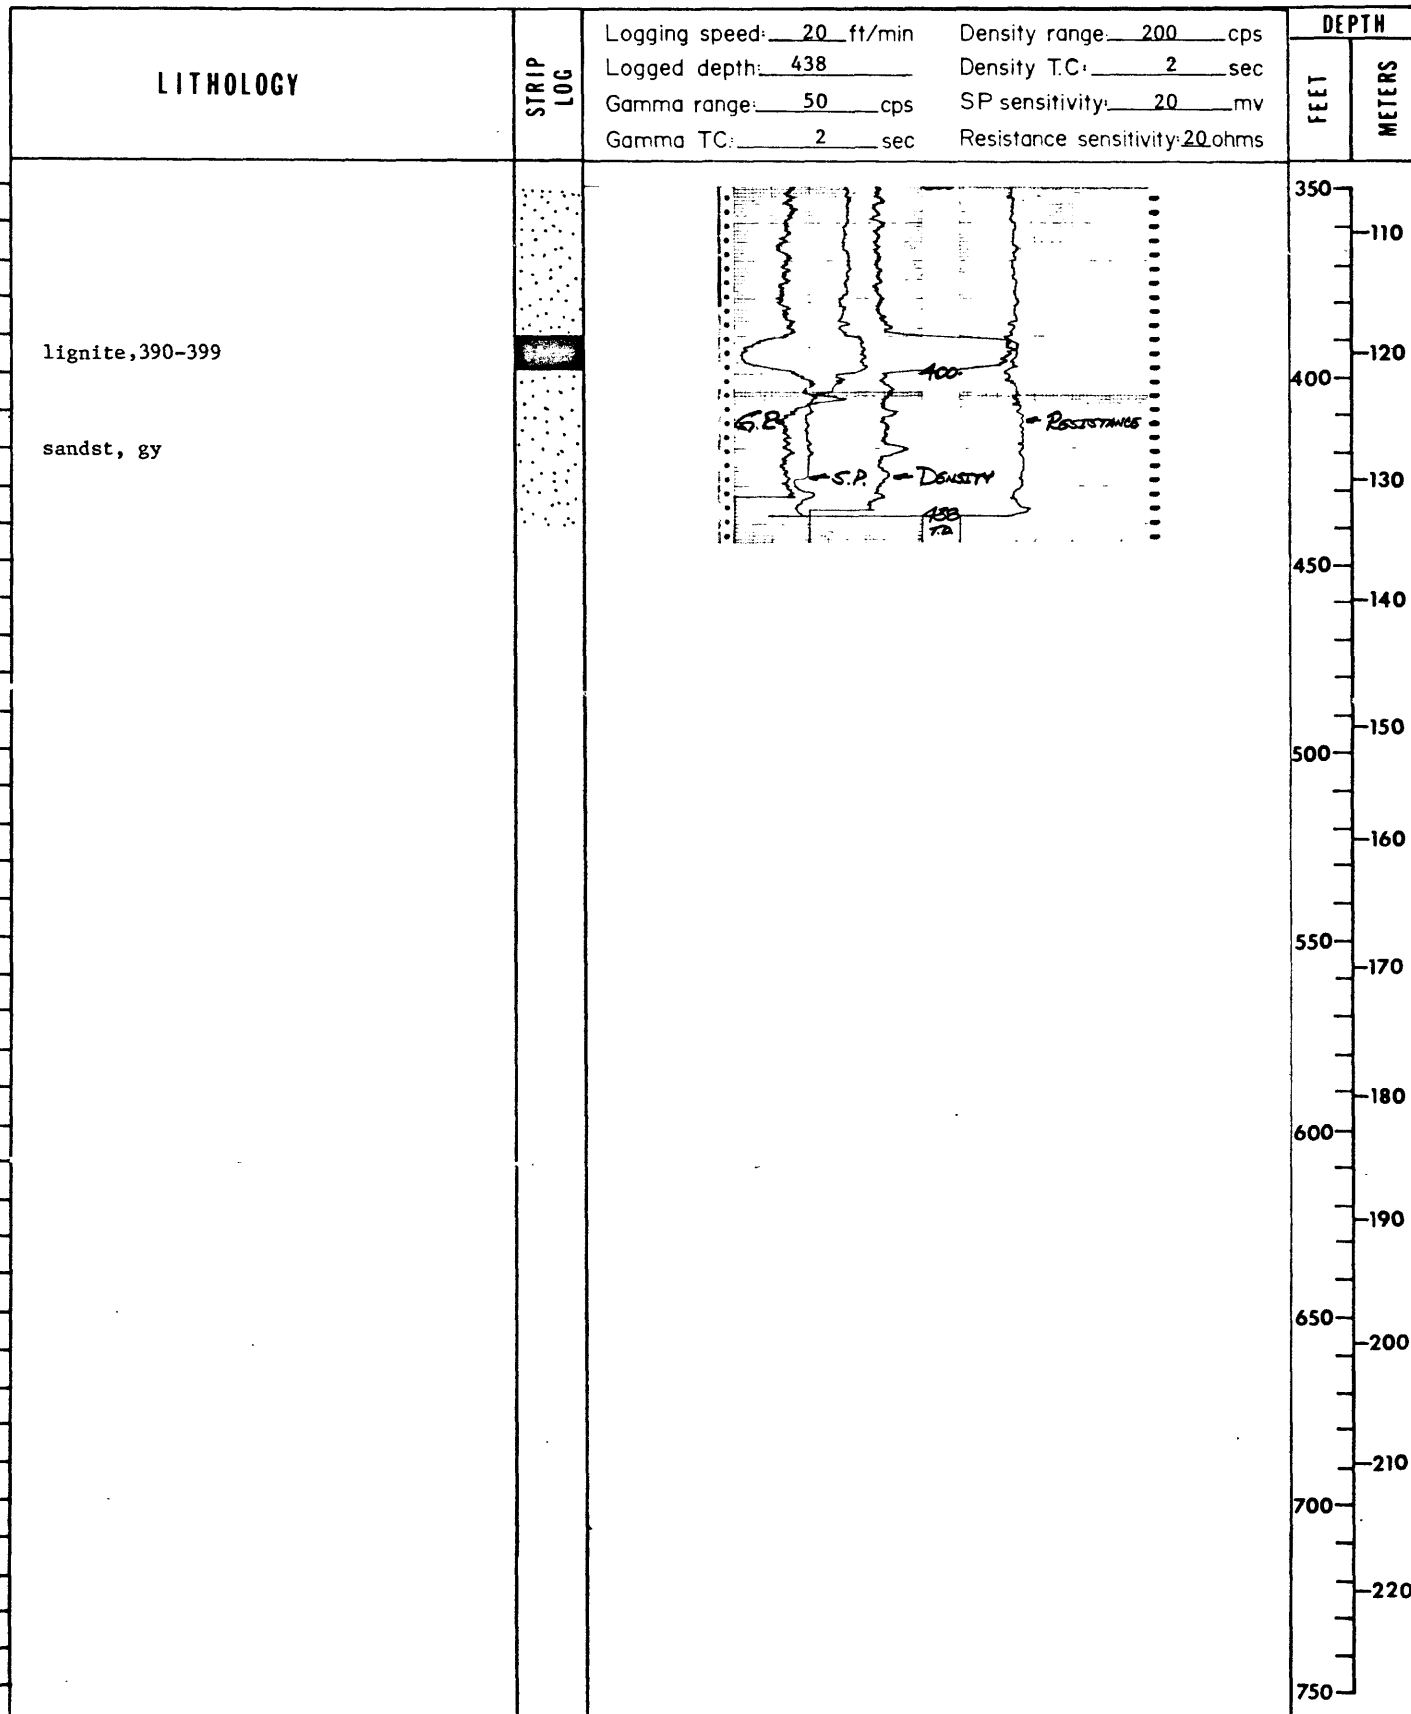 LITHOLOGY
STRIP LOG
Logging speed: 20 ft/min
Logged depth: 438
Gamma range: 50 cps
Gamma TC: 2 sec
Density range: 200 cps
Density T.C: 2 sec
SP sensitivity: 20 mv
Resistance sensitivity: 20 ohms
DEPTH
FEET
METERS
lignite,390-399
sandst, gy
400
G.R.
RESISTANCE
S.P.
DENSITY
438
T.D.
350
400
450
500
550
600
650
700
750
110
120
130
140
150
160
170
180
190
200
210
220